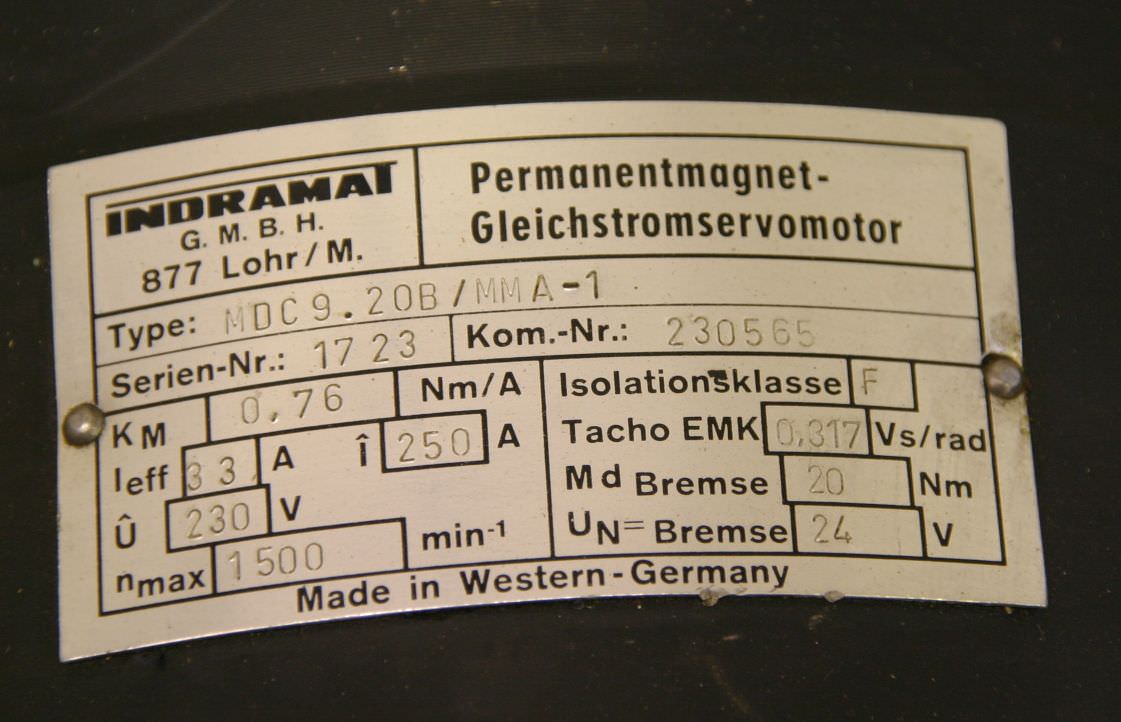 INDRAMAT
G. M. B. H.
877 Lohr/M.
Permanentmagnet-
Gleichstromservomotor
Type: MDC9.20B/MMA-1
Serien-Nr.: 1723 Kom.-Nr.: 230565
KM 0,76 Nm/A
Ieff 33 A Î 250 A
Û 230 V
nmax 1500 min-1
Isolationsklasse F
Tacho EMK 0,317 Vs/rad
Md Bremse 20 Nm
UN= Bremse 24 V
Made in Western-Germany